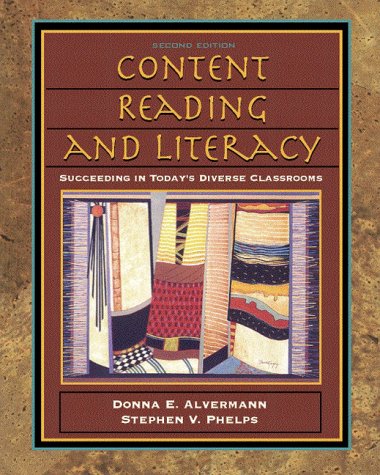 SECOND EDITION
CONTENT
READING
AND LITERACY
SUCCEEDING IN TODAY'S DIVERSE CLASSROOMS
DONNA E. ALVERMANN
STEPHEN V. PHELPS